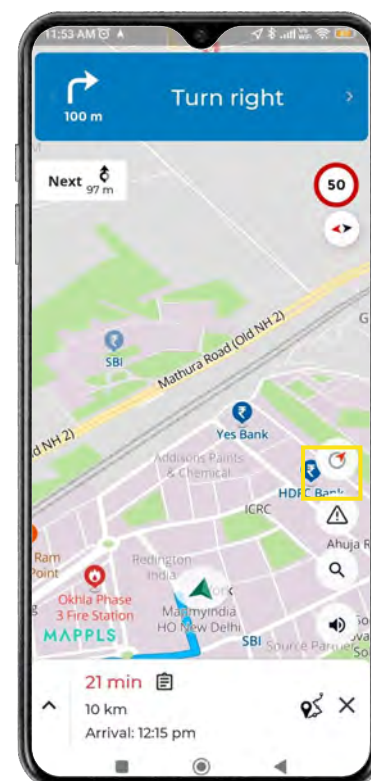 11:53 AM
Turn right
100 m
Next
97 m
50
SBI
Mathura Road (Old NH 2)
G
d NH 2)
Yes Bank
Addisons Paints
& Chemical
HDFC Bank
ICRC
Ahuja R
Ram
Point
Redington
India
Okhla Phase
3 Fire Station
MapmyIndia
HO New Delhi
MAPPLS
SBI
21 min
10 km
Arrival: 12:15 pm